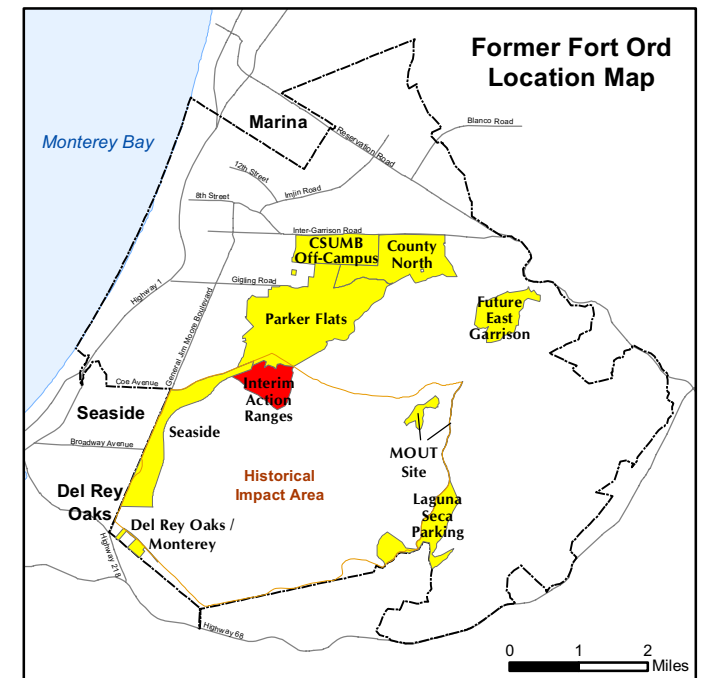 Former Fort Ord
Location Map
Marina
Monterey Bay
Blanco Road
Reservation Road
12th Street
Imjin Road
8th Street
Inter-Garrison Road
CSUMB
Off-Campus
County
North
Gigling Road
Highway 1
General Jim Moore Boulevard
Parker Flats
Future
East
Garrison
Coe Avenue
Interim
Action
Ranges
Seaside
Seaside
Broadway Avenue
MOUT
Site
Historical
Impact Area
Del Rey
Oaks
Laguna
Seca
Parking
Del Rey Oaks /
Monterey
Highway 218
Highway 68
0 1 2
Miles